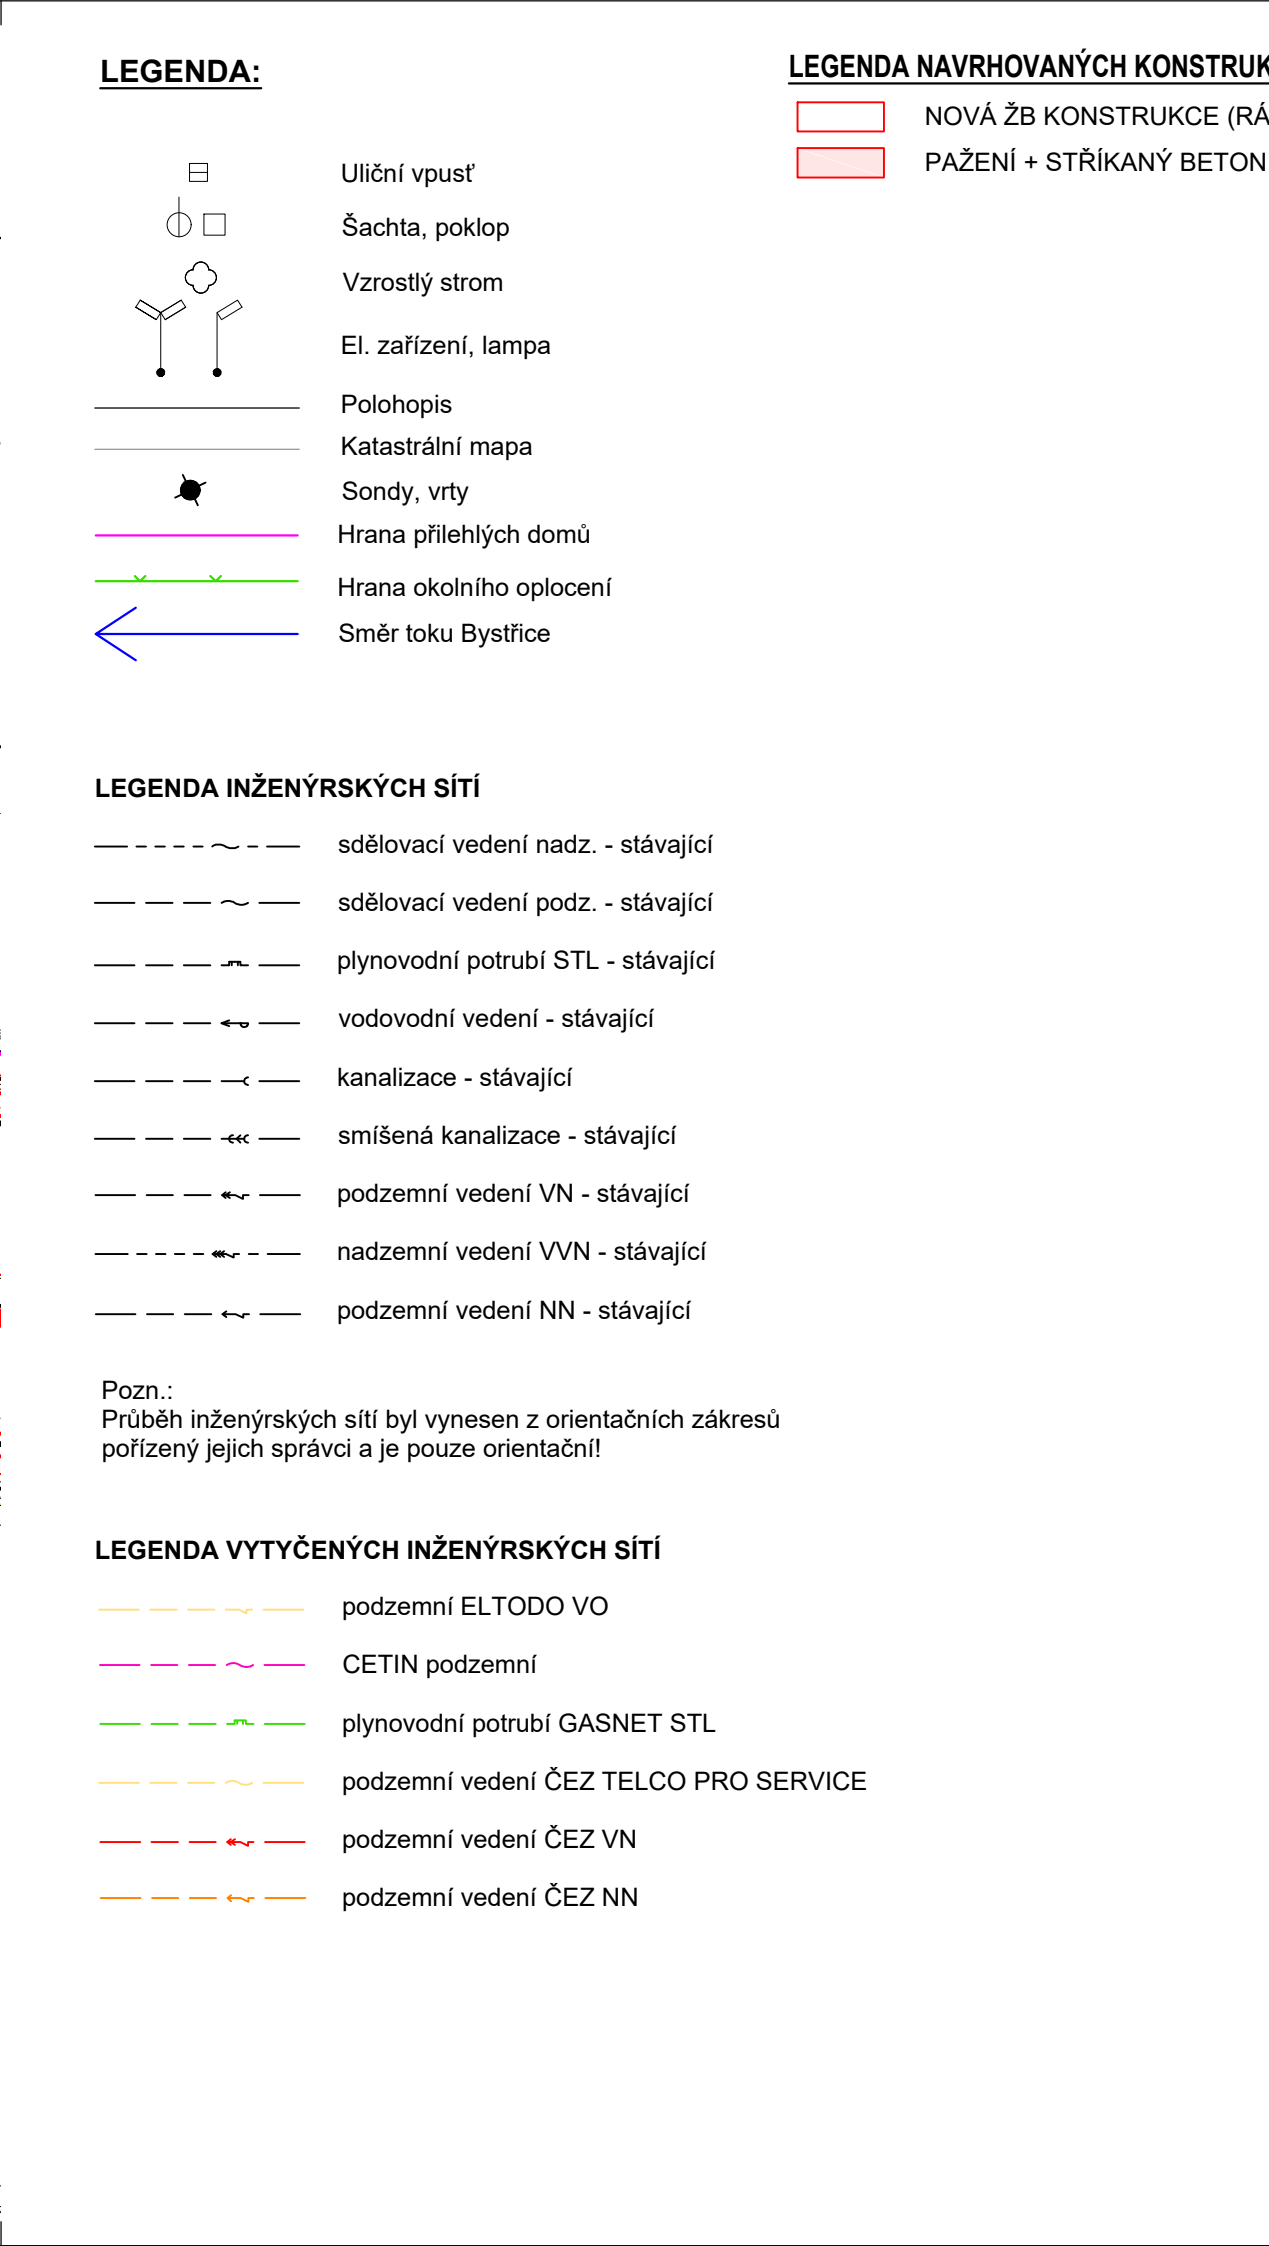 LEGENDA:
Uliční vpusť
Šachta, poklop
Vzrostlý strom
El. zařízení, lampa
Polohopis
Katastrální mapa
Sondy, vrty
Hrana přilehlých domů
Hrana okolního oplocení
Směr toku Bystřice
LEGENDA NAVRHOVANÝCH
NOVÁ ŽB KONSTRUKCE
PAŽENÍ + STŘÍKANÝ BETON
LEGENDA INŽENÝRSKÝCH SÍTÍ
sdělovací vedení nadz. - stávající
sdělovací vedení podz. - stávající
plynovodní potrubí STL - stávající
vodovodní vedení - stávající
kanalizace - stávající
smíšená kanalizace - stávající
podzemní vedení VN - stávající
nadzemní vedení VVN - stávající
podzemní vedení NN - stávající
Pozn.:
Průběh inženýrských sítí byl vynesen z orientačních zákresů
pořízený jejich správci a je pouze orientační!
LEGENDA VYTYČENÝCH INŽENÝRSKÝCH SÍTÍ
podzemní ELTODO VO
CETIN podzemní
plynovodní potrubí GASNET STL
podzemní vedení ČEZ TELCO PRO SERVICE
podzemní vedení ČEZ VN
podzemní vedení ČEZ NN